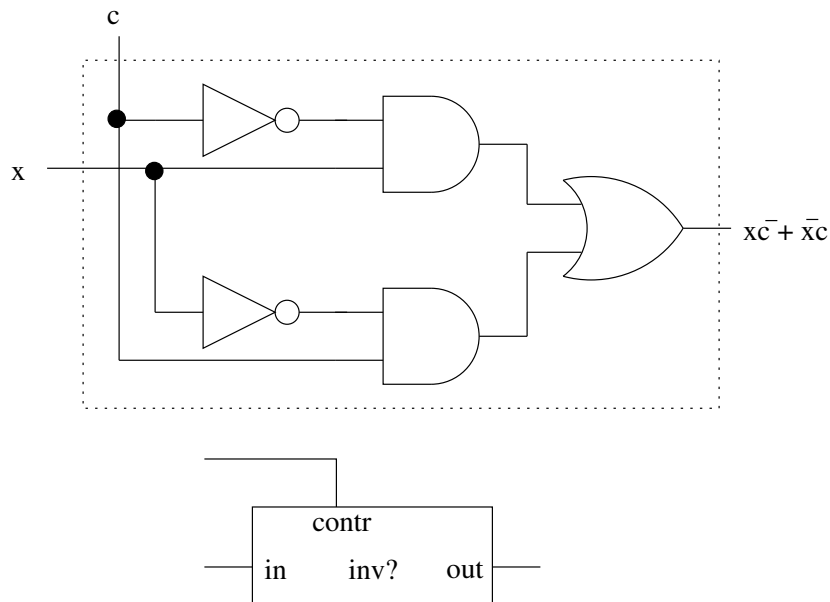 c
x
xc̄ + x̄c
contr
in inv? out